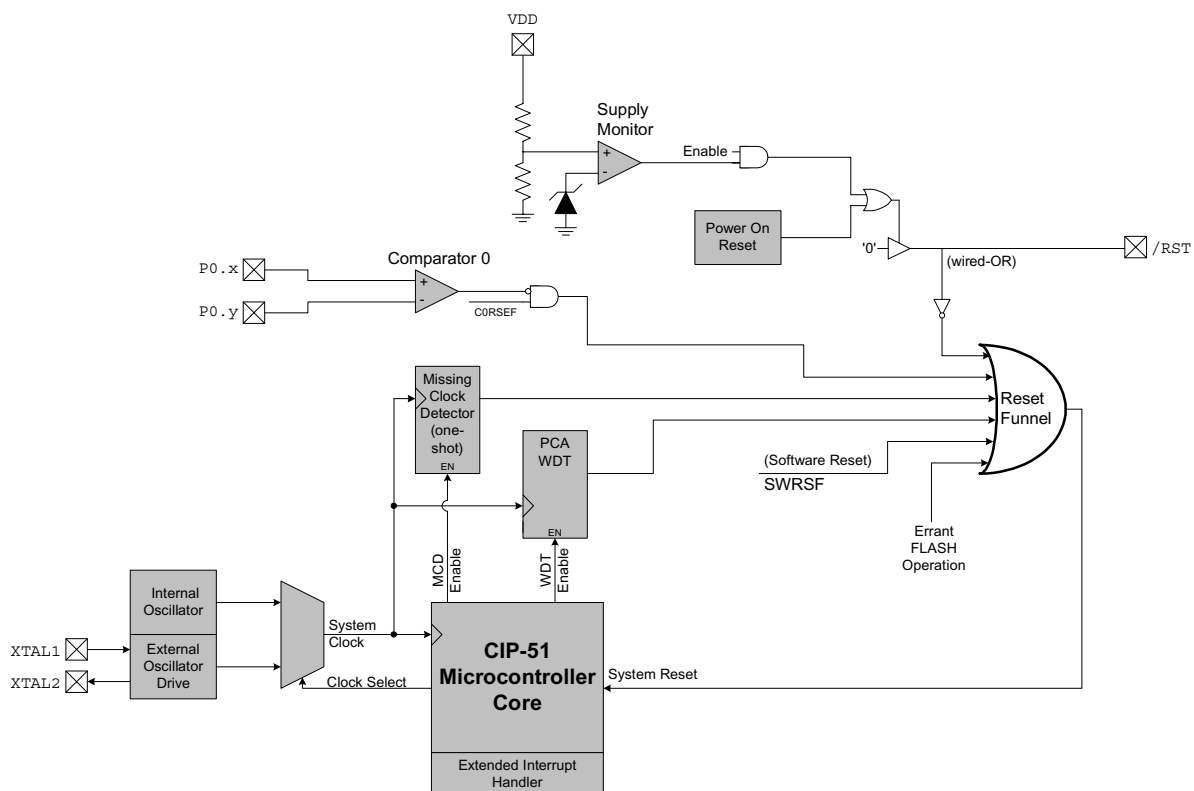 VDD
Supply
Monitor
+
-
Enable
Power On
Reset
'0'
/RST
(wired-OR)
P0.x
P0.y
Comparator 0
+
-
C0RSEF
Missing
Clock
Detector
(one-
shot)
EN
PCA
WDT
EN
(Software Reset)
SWRSF
Reset
Funnel
Errant
FLASH
Operation
MCD
Enable
WDT
Enable
Internal
Oscillator
External
Oscillator
Drive
XTAL1
XTAL2
System
Clock
Clock Select
CIP-51
Microcontroller
Core
System Reset
Extended Interrupt
Handler